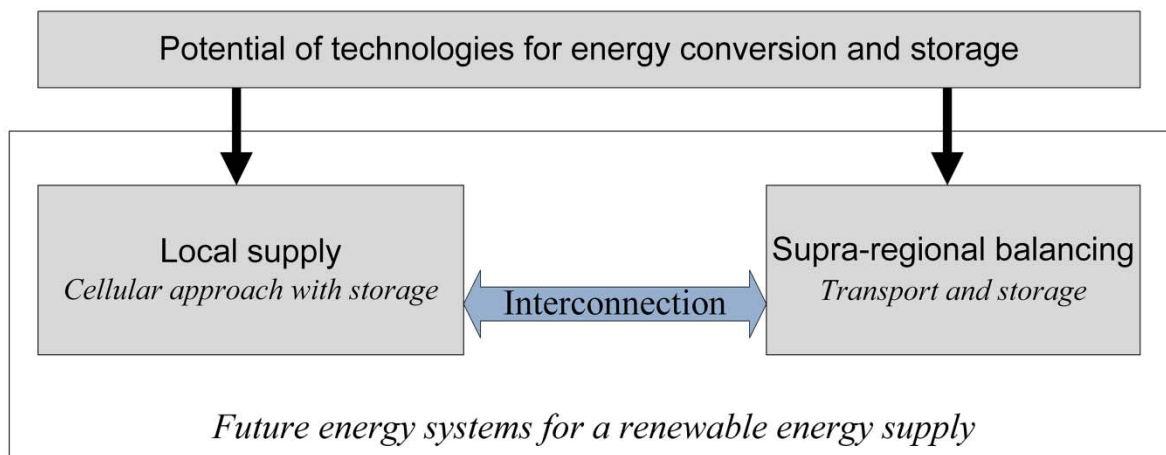 Potential of technologies for energy conversion and storage
Local supply
Cellular approach with storage
Interconnection
Supra-regional balancing
Transport and storage
Future energy systems for a renewable energy supply